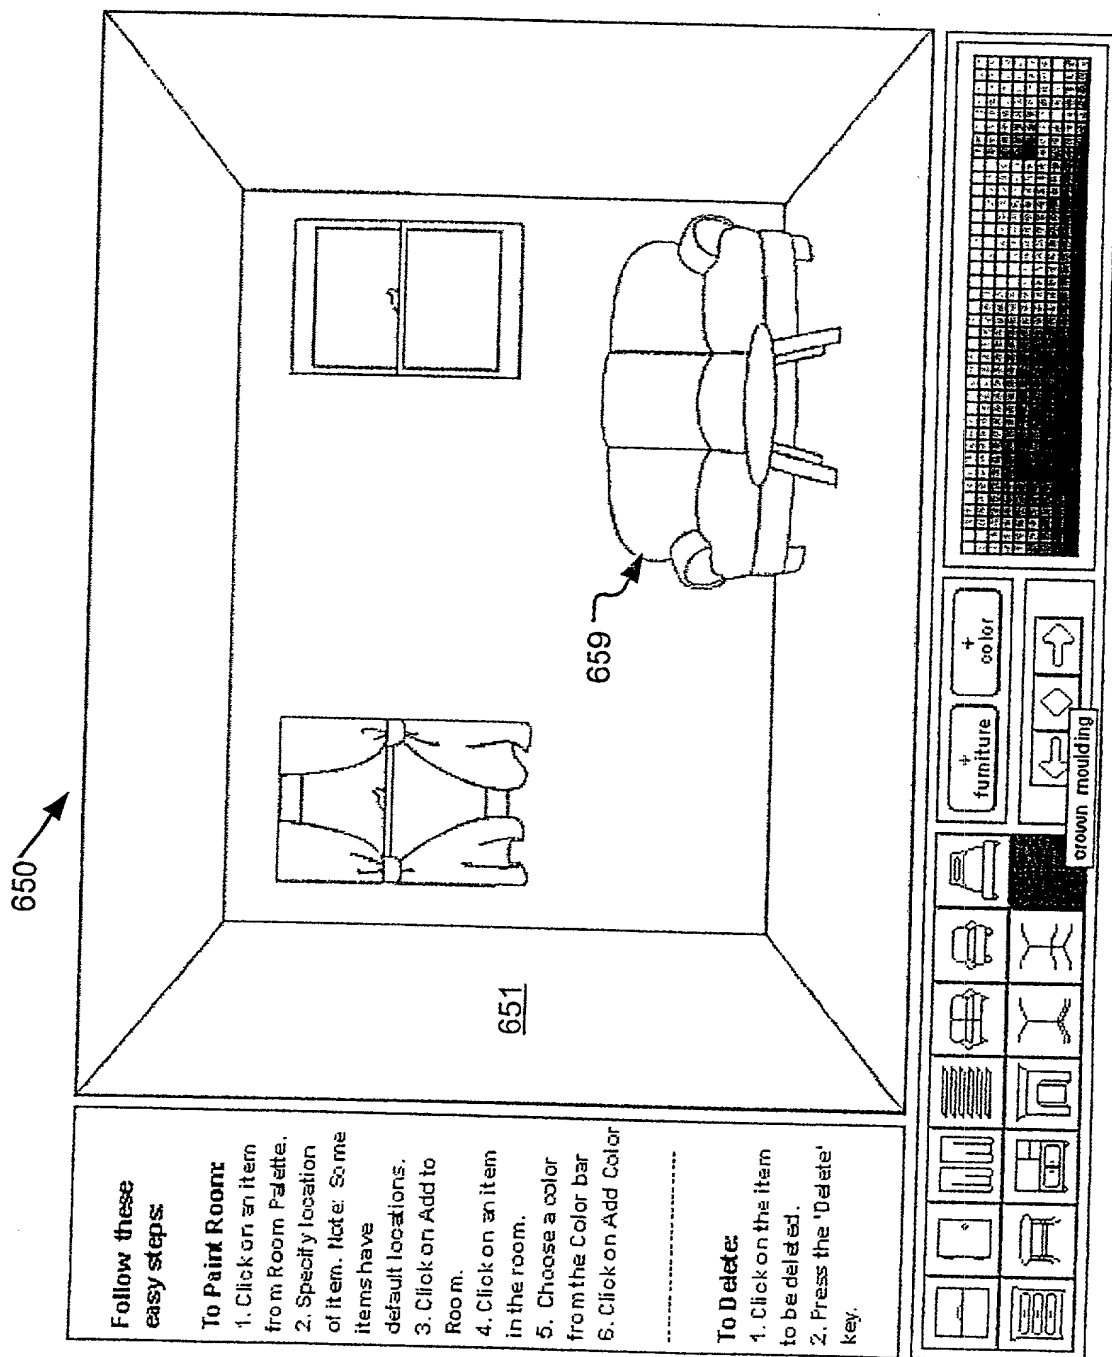 650
Follow these
easy steps:
To Paint Room:
1. Click on an item
from Room Palette.
2. Specify location
of item. Note: Some
items have
default locations.
3. Click on Add to
Room.
4. Click on an item
in the room.
5. Choose a color
from the Color bar
6. Click on Add Color
--------------------
To Delete:
1. Click on the item
to be deleted.
2. Press the 'Delete'
key.
651
659
+
furniture
+
color
crown moulding